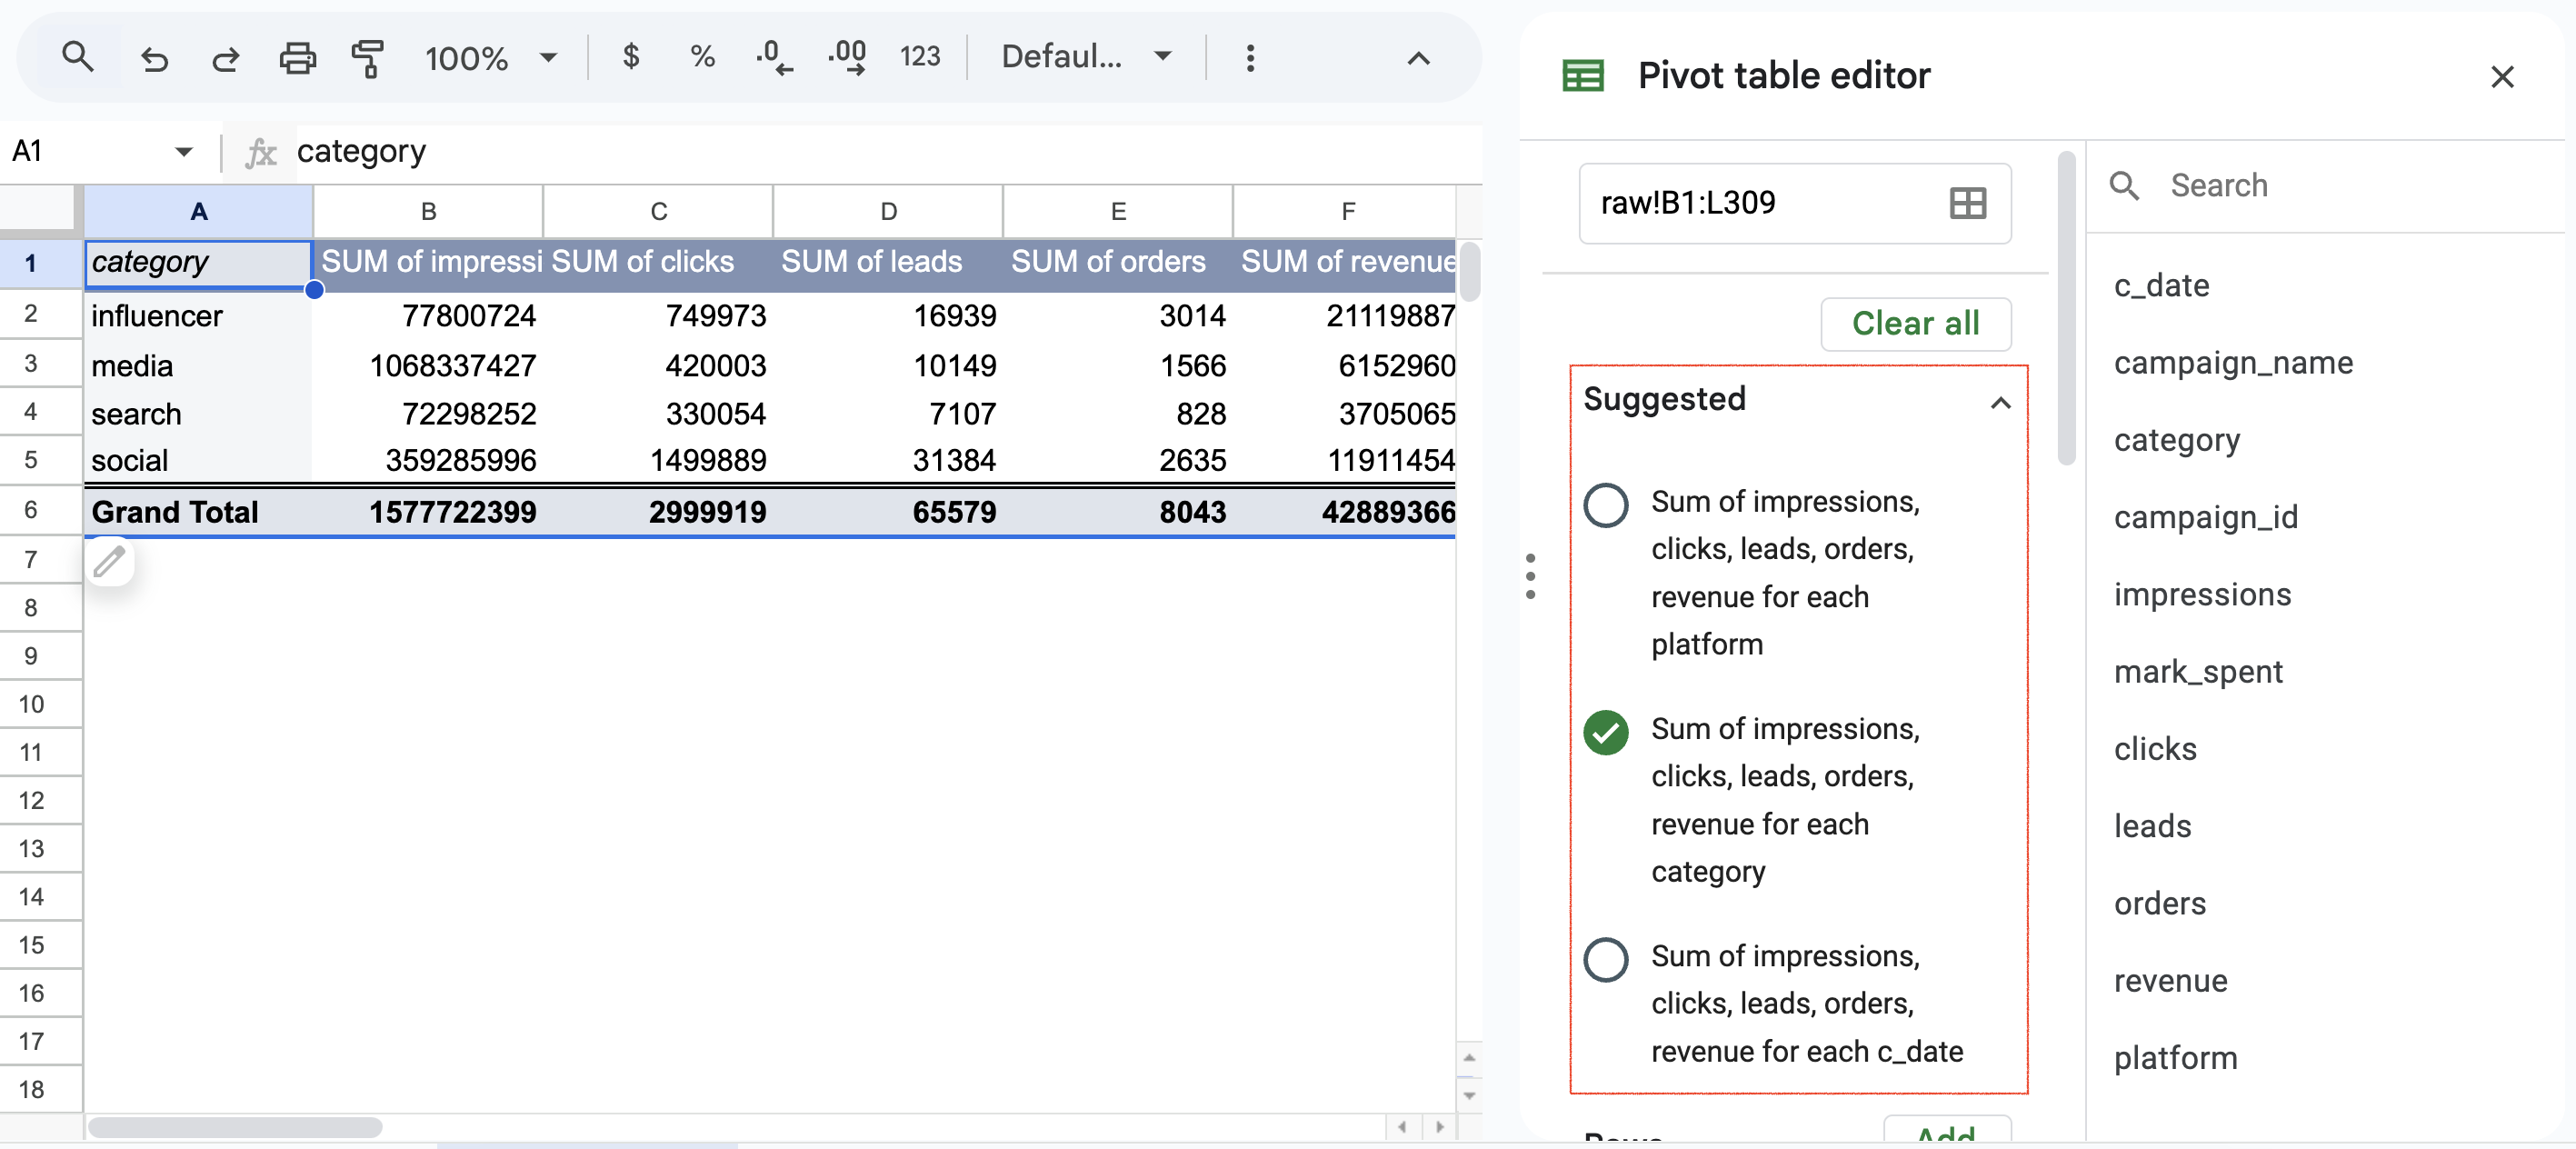 100% $ % .0 .00 123 Defaul...
A1 fx category
A B C D E F
1 category SUM of impressi SUM of clicks SUM of leads SUM of orders SUM of revenue
2 influencer 77800724 749973 16939 3014 21119887
3 media 1068337427 420003 10149 1566 6152960
4 search 72298252 330054 7107 828 3705065
5 social 359285996 1499889 31384 2635 11911454
6 Grand Total 1577722399 2999919 65579 8043 42889366
7
8
9
10
11
12
13
14
15
16
17
18
Pivot table editor
raw!B1:L309
Clear all
Suggested
Sum of impressions,
clicks, leads, orders,
revenue for each
platform
Sum of impressions,
clicks, leads, orders,
revenue for each
category
Sum of impressions,
clicks, leads, orders,
revenue for each c_date
Rows Add
Search
c_date
campaign_name
category
campaign_id
impressions
mark_spent
clicks
leads
orders
revenue
platform